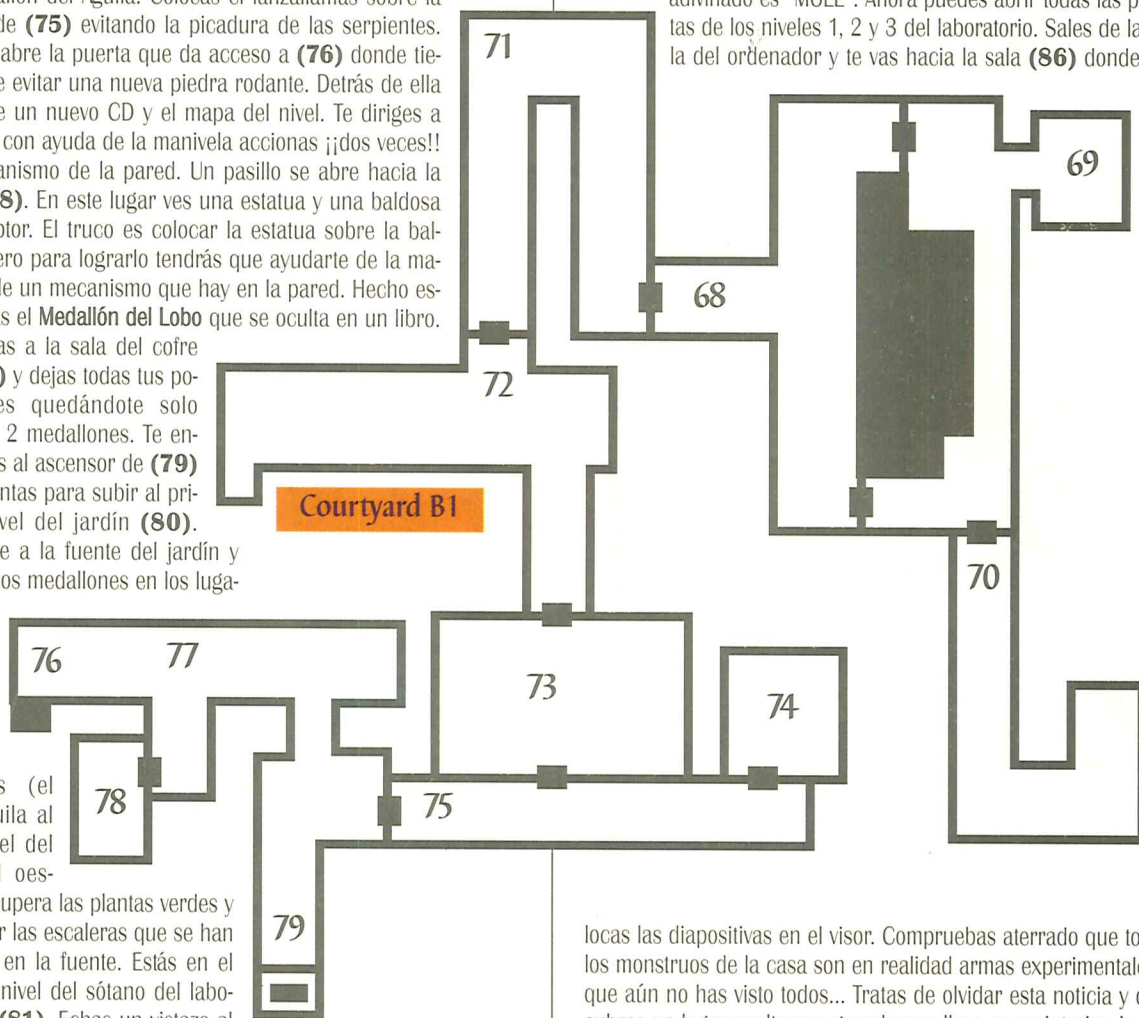 de (75) evitando la picadura de las serpientes.
abre la puerta que da acceso a (76) donde tie-
e evitar una nueva piedra rodante. Detrás de ella
e un nuevo CD y el mapa del nivel. Te diriges a
con ayuda de la manivela accionas ¡¡dos veces!!
anismo de la pared. Un pasillo se abre hacia la
8). En este lugar ves una estatua y una baldosa
otor. El truco es colocar la estatua sobre la bal-
ero para lograrlo tendrás que ayudarte de la ma-
de un mecanismo que hay en la pared. Hecho es-
s el Medallón del Lobo que se oculta en un libro.
as a la sala del cofre
) y dejas todas tus po-
es quedándote solo
2 medallones. Te en-
s al ascensor de (79)
ntas para subir al pri-
vel del jardín (80).
e a la fuente del jardín y
os medallones en los luga-
s (el
uila al
el del
oes-
upera las plantas verdes y
r las escaleras que se han
en la fuente. Estás en el
nivel del sótano del labo-
tas de los niveles 1, 2 y 3 del laboratorio. Sales de la
la del ordenador y te vas hacia la sala (86) donde
71
69
68
72
Courtyard B1
70
76
77
73
74
78
75
79
locas las diapositivas en el visor. Compruebas aterrado que to
los monstruos de la casa son en realidad armas experimentale
que aún no has visto todos... Tratas de olvidar esta noticia y